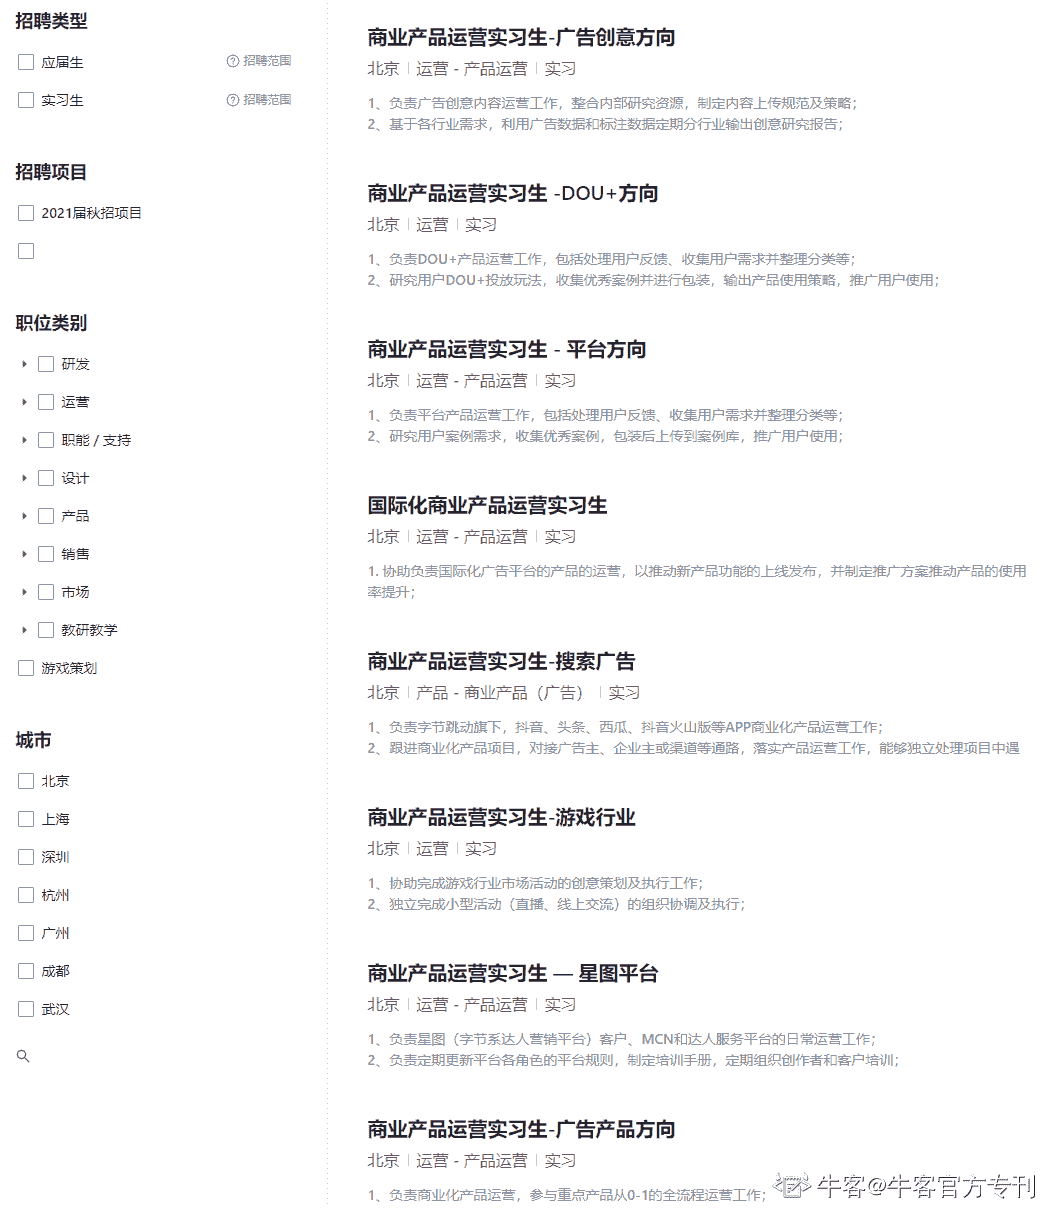 招聘类型
应届生
招聘范围
实习生
招聘范围
招聘项目
2021届秋招项目
职位类别
研发
运营
职能 / 支持
设计
产品
销售
市场
教研教学
游戏策划
城市
北京
上海
深圳
杭州
广州
成都
武汉
商业产品运营实习生-广告创意方向
北京 | 运营 - 产品运营 | 实习
1、负责广告创意内容运营工作，整合内部研究资源，制定内容上传规范及策略；
2、基于各行业需求，利用广告数据和标注数据定期分行业输出创意研究报告；
商业产品运营实习生 -DOU+方向
北京 | 运营 | 实习
1、负责DOU+产品运营工作，包括处理用户反馈、收集用户需求并整理分类等；
2、研究用户DOU+投放玩法，收集优秀案例并进行包装，输出产品使用策略，推广用户使用；
商业产品运营实习生 - 平台方向
北京 | 运营 - 产品运营 | 实习
1、负责平台产品运营工作，包括处理用户反馈、收集用户需求并整理分类等；
2、研究用户案例需求，收集优秀案例，包装后上传到案例库，推广用户使用；
国际化商业产品运营实习生
北京 | 运营 - 产品运营 | 实习
1. 协助负责国际化广告平台的产品的运营，以推动新产品功能的上线发布，并制定推广方案推动产品的使用
率提升；
商业产品运营实习生-搜索广告
北京 | 产品 - 商业产品（广告） | 实习
1、负责字节跳动旗下，抖音、头条、西瓜、抖音火山版等APP商业化产品运营工作；
2、跟进商业化产品项目，对接广告主、企业主或渠道等通路，落实产品运营工作，能够独立处理项目中遇
商业产品运营实习生-游戏行业
北京 | 运营 | 实习
1、协助完成游戏行业市场活动的创意策划及执行工作；
2、独立完成小型活动（直播、线上交流）的组织协调及执行；
商业产品运营实习生 — 星图平台
北京 | 运营 - 产品运营 | 实习
1、负责星图（字节系达人营销平台）客户、MCN和达人服务平台的日常运营工作；
2、负责定期更新平台各角色的平台规则，制定培训手册，定期组织创作者和客户培训；
商业产品运营实习生-广告产品方向
北京 | 运营 - 产品运营 | 实习
1、负责商业化产品运营，参与重点产品从0-1的全流程运营工作；
牛客@牛客官方专刊